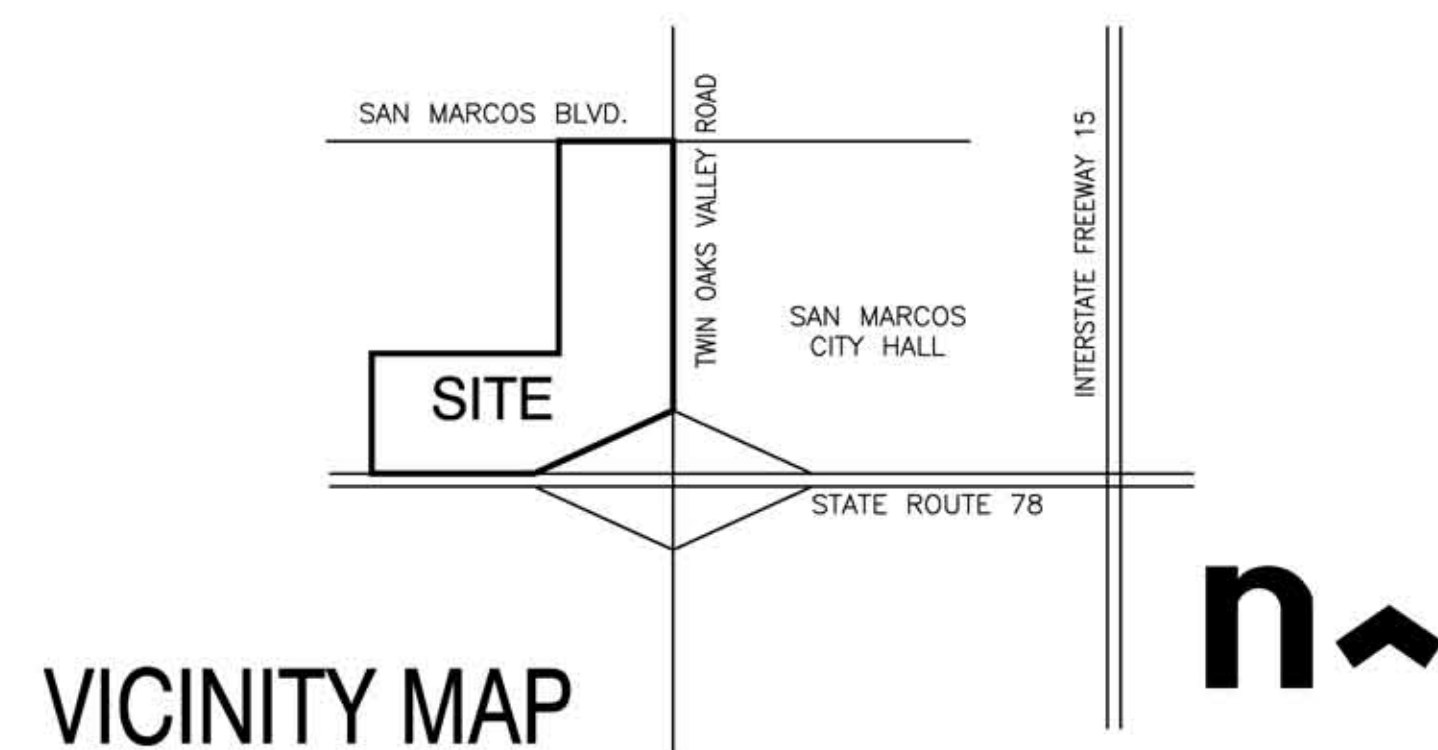 SAN MARCOS BLVD.
TWIN OAKS VALLEY ROAD
INTERSTATE FREEWAY 15
SAN MARCOS
CITY HALL
SITE
STATE ROUTE 78
n
VICINITY MAP